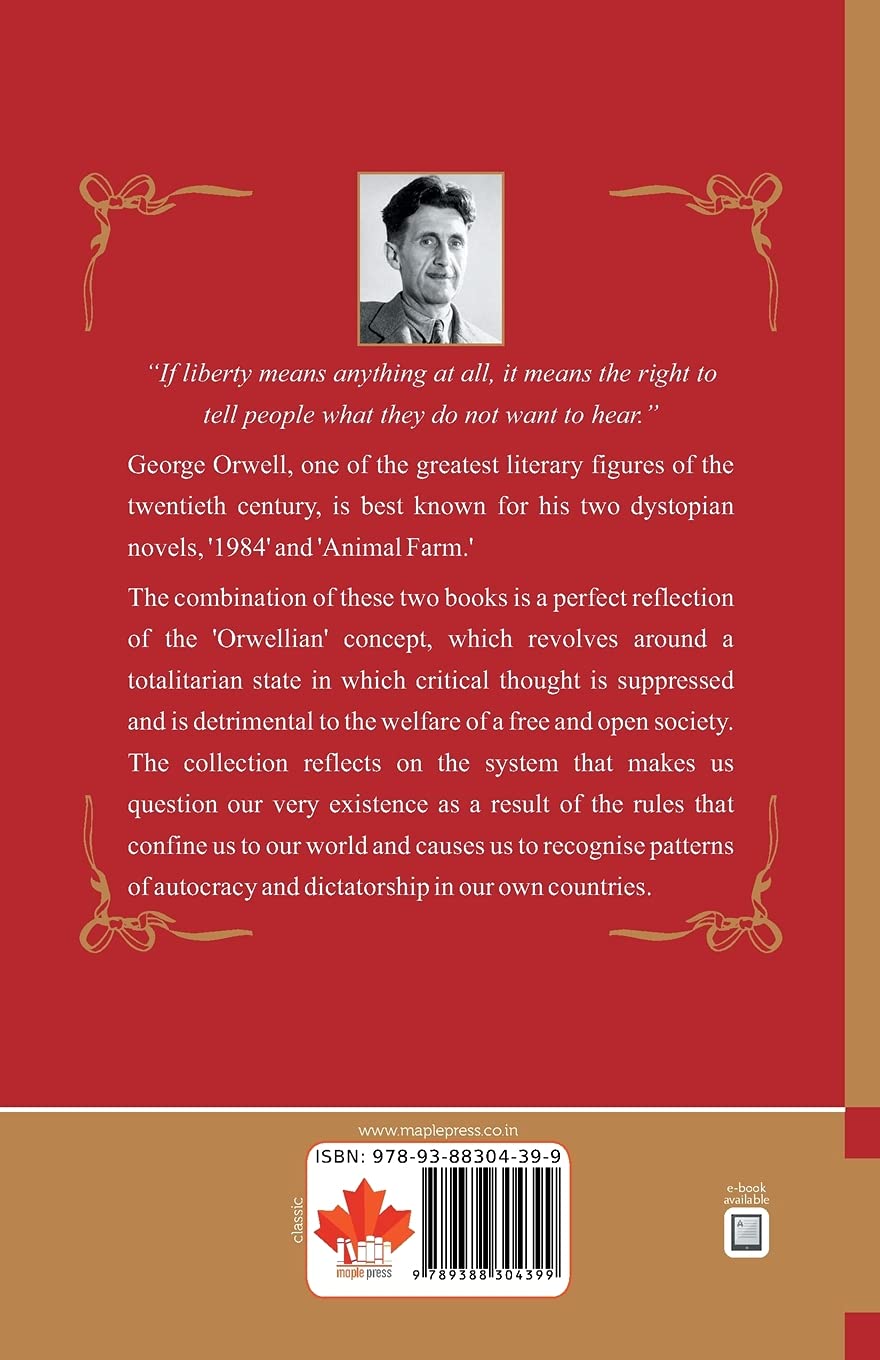 “If liberty means anything at all, it means the right to
tell people what they do not want to hear.”
George Orwell, one of the greatest literary figures of the
twentieth century, is best known for his two dystopian
novels, '1984' and 'Animal Farm.'
The combination of these two books is a perfect reflection
of the 'Orwellian' concept, which revolves around a
totalitarian state in which critical thought is suppressed
and is detrimental to the welfare of a free and open society.
The collection reflects on the system that makes us
question our very existence as a result of the rules that
confine us to our world and causes us to recognise patterns
of autocracy and dictatorship in our own countries.
www.maplepress.co.in
ISBN: 978-93-88304-39-9
classic
maple press
9 789388 304399
e-book
available
A